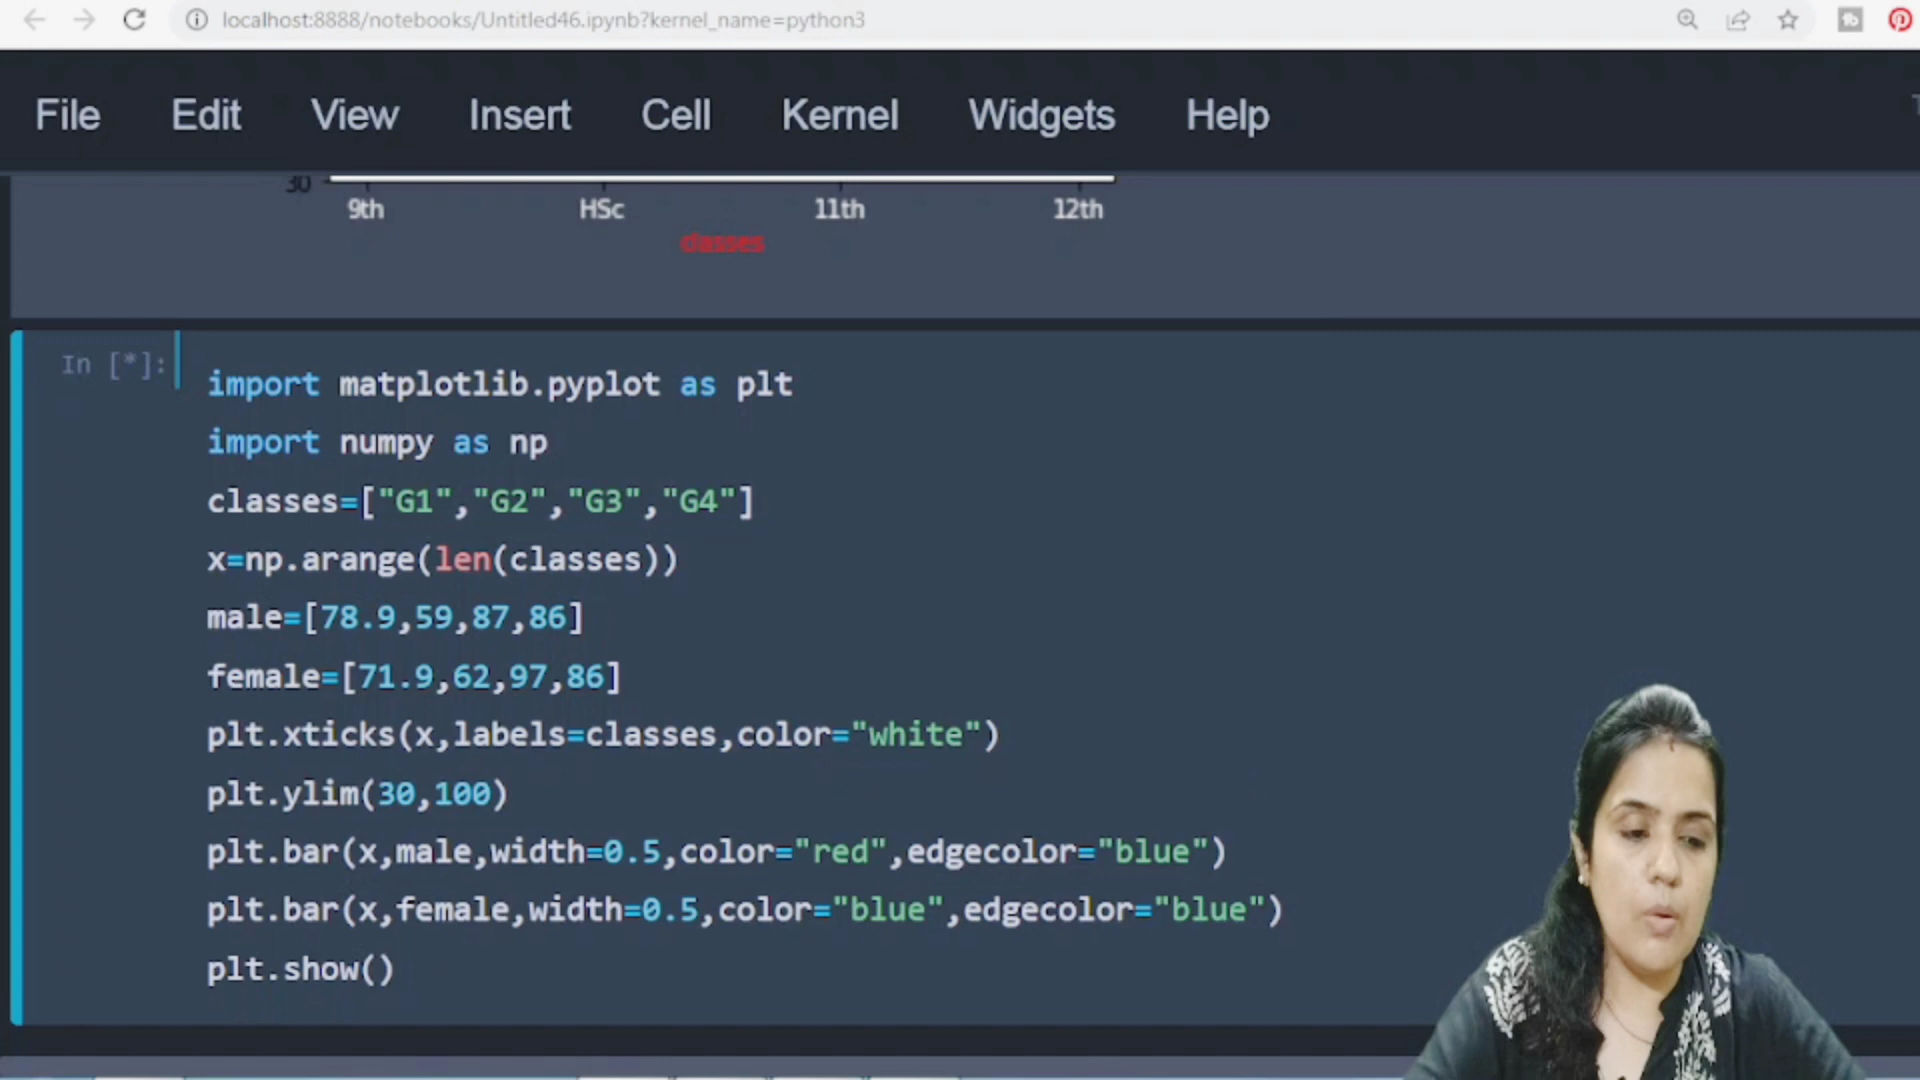 localhost:8888/notebooks/Untitled46.ipynb?kernel_name=python3
File Edit View Insert Cell Kernel Widgets Help
30
9th HSc 11th 12th
classes
In [*]:
import matplotlib.pyplot as plt
import numpy as np
classes=["G1","G2","G3","G4"]
x=np.arange(len(classes))
male=[78.9,59,87,86]
female=[71.9,62,97,86]
plt.xticks(x,labels=classes,color="white")
plt.ylim(30,100)
plt.bar(x,male,width=0.5,color="red",edgecolor="blue")
plt.bar(x,female,width=0.5,color="blue",edgecolor="blue")
plt.show()